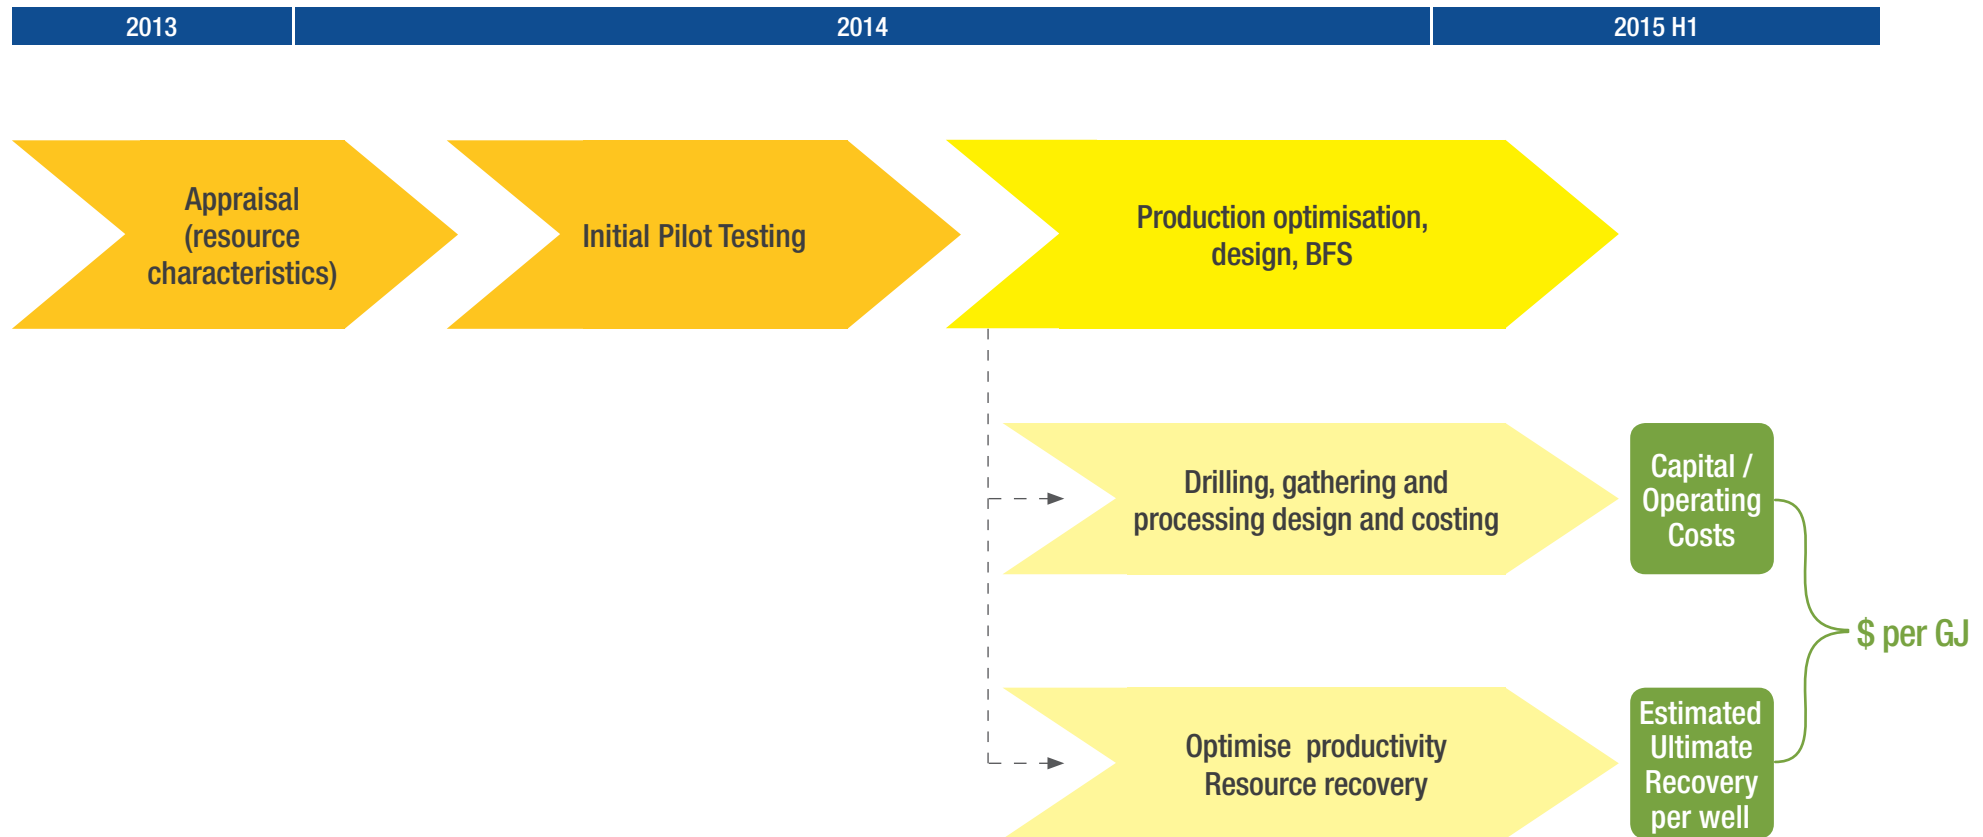 2013
2014
2015 H1
Appraisal
(resource
characteristics)
Initial Pilot Testing
Production optimisation,
design, BFS
Drilling, gathering and
processing design and costing
Capital /
Operating
Costs
$ per GJ
Optimise productivity
Resource recovery
Estimated
Ultimate
Recovery
per well